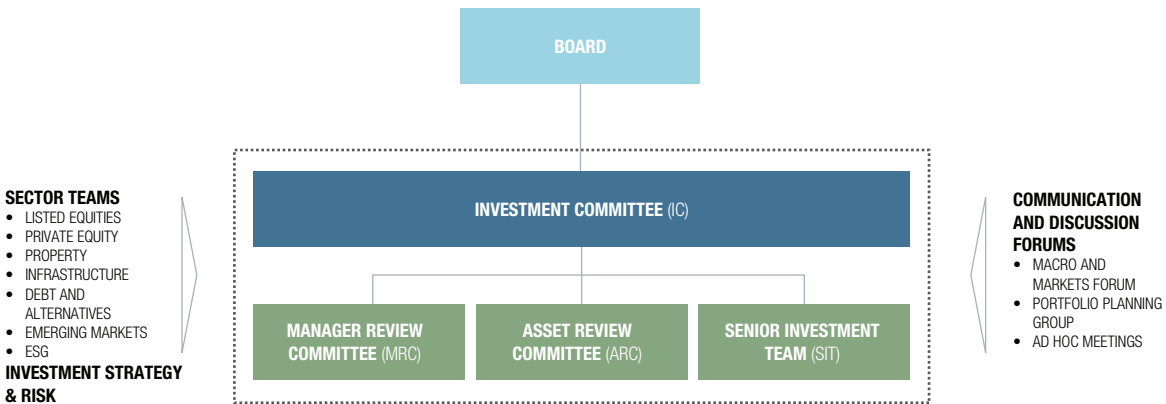 BOARD
INVESTMENT COMMITTEE (IC)
MANAGER REVIEW
COMMITTEE (MRC)
ASSET REVIEW
COMMITTEE (ARC)
SENIOR INVESTMENT
TEAM (SIT)
SECTOR TEAMS
• LISTED EQUITIES
• PRIVATE EQUITY
• PROPERTY
• INFRASTRUCTURE
• DEBT AND
ALTERNATIVES
• EMERGING MARKETS
• ESG
INVESTMENT STRATEGY
& RISK
COMMUNICATION
AND DISCUSSION
FORUMS
• MACRO AND
MARKETS FORUM
• PORTFOLIO PLANNING
GROUP
• AD HOC MEETINGS